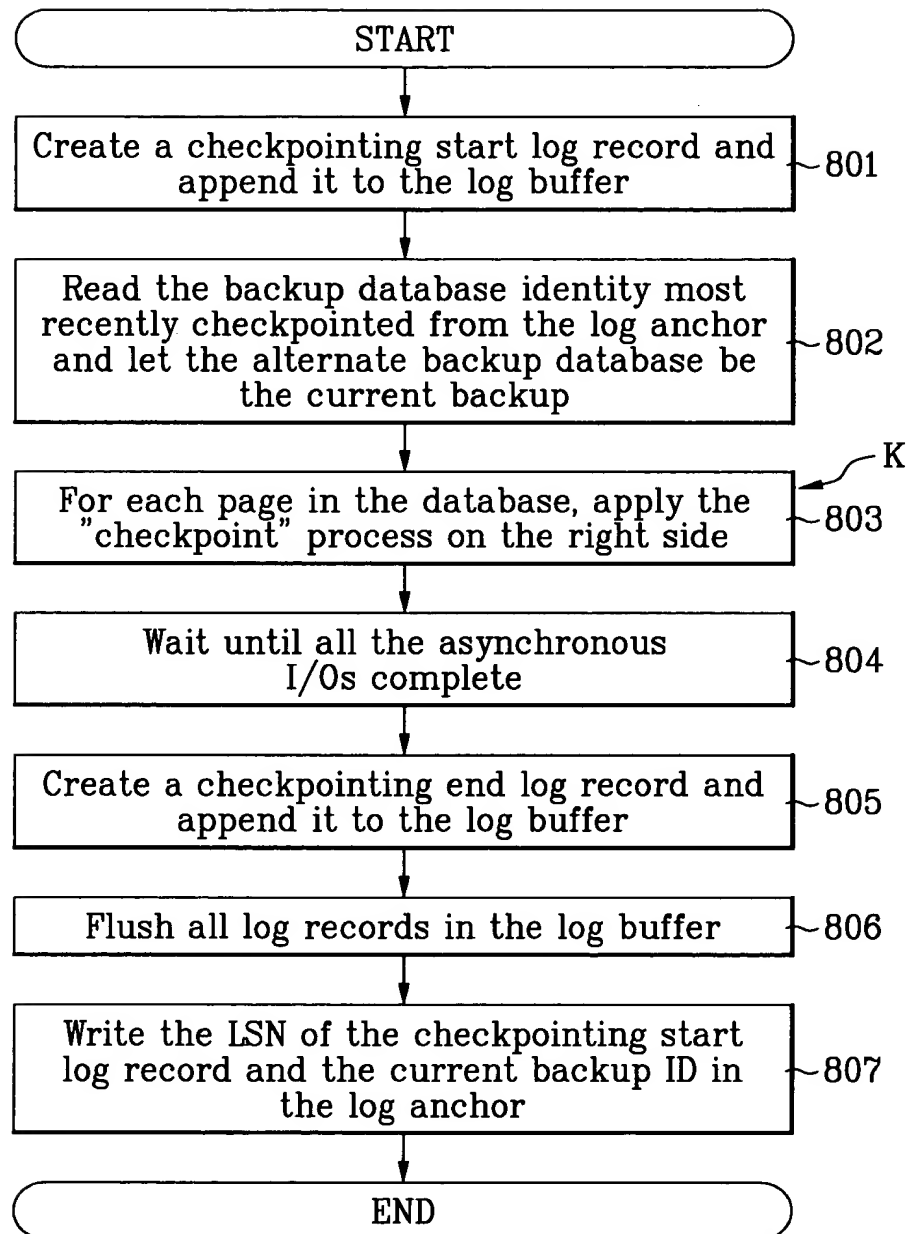 START
Create a checkpointing start log record and
append it to the log buffer
801
Read the backup database identity most
recently checkpointed from the log anchor
and let the alternate backup database be
the current backup
802
K
For each page in the database, apply the
"checkpoint" process on the right side
803
Wait until all the asynchronous
I/Os complete
804
Create a checkpointing end log record and
append it to the log buffer
805
Flush all log records in the log buffer
806
Write the LSN of the checkpointing start
log record and the current backup ID in
the log anchor
807
END